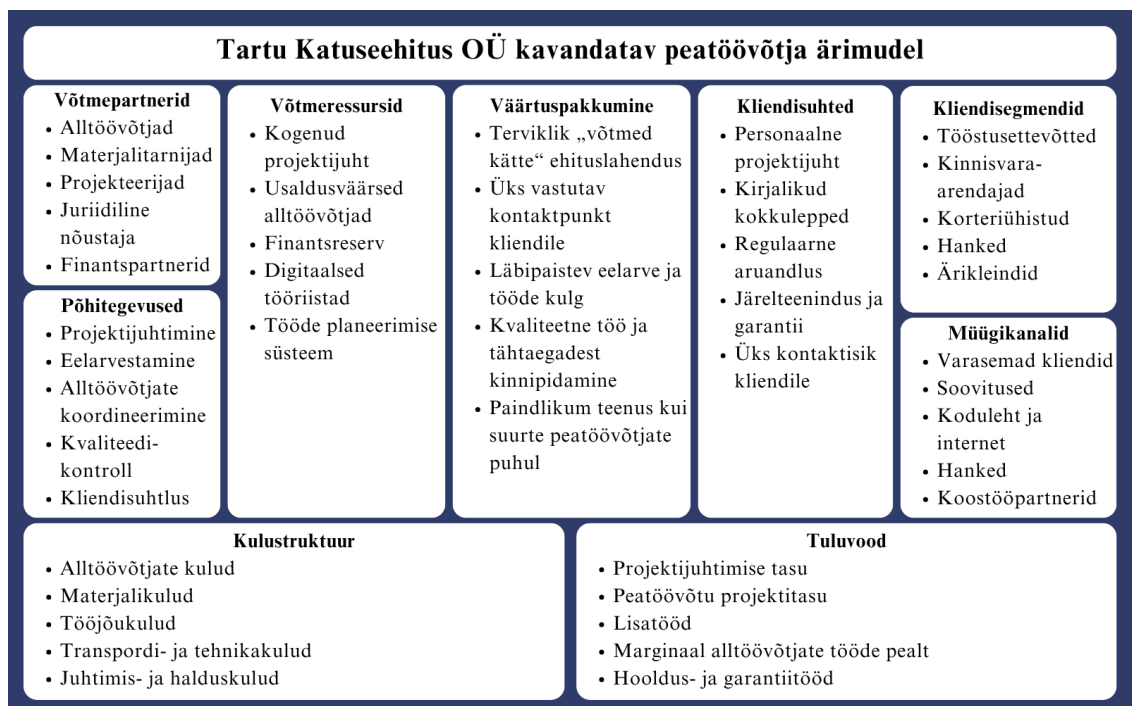 Tartu Katuseehitus OÜ kavandatav peatöövõtja ärimudel
Võtmepartnerid
• Alltöövõtjad
• Materjalitarnijad
• Projekteerijad
• Juriidiline
nõustaja
• Finantspartnerid
Põhitegevused
• Projektijuhtimine
• Eelarvestamine
• Alltöövõtjate
koordineerimine
• Kvaliteedi-
kontroll
• Kliendisuhtlus
Võtmeressursid
• Kogenud
projektijuht
• Usaldusväärsed
alltöövõtjad
• Finantsreserv
• Digitaalsed
tööriistad
• Tööde planeerimise
süsteem
Väärtuspakkumine
• Terviklik „võtmed
kätte“ ehituslahendus
• Üks vastutav
kontaktpunkt
kliendile
• Läbipaistev eelarve ja
tööde kulg
• Kvaliteetne töö ja
tähtaegadest
kinnipidamine
• Paindlikum teenus kui
suurte peatöövõtjate
puhul
Kliendisuhted
• Personaalne
projektijuht
• Kirjalikud
kokkulepped
• Regulaarne
aruandlus
• Järelteenindus ja
garantii
• Üks kontaktisik
kliendile
Kliendisegmendid
• Tööstusettevõtted
• Kinnisvara-
arendajad
• Korteriühistud
• Hanked
• Ärikleindid
Müügikanalid
• Varasemad kliendid
• Soovitused
• Koduleht ja
internet
• Hanked
• Koostööpartnerid
Kulustruktuur
• Alltöövõtjate kulud
• Materjalikulud
• Tööjõukulud
• Transpordi- ja tehnikakulud
• Juhtimis- ja halduskulud
Tuluvood
• Projektijuhtimise tasu
• Peatöövõtu projektitasu
• Lisatööd
• Marginaal alltöövõtjate tööde pealt
• Hooldus- ja garantiitööd